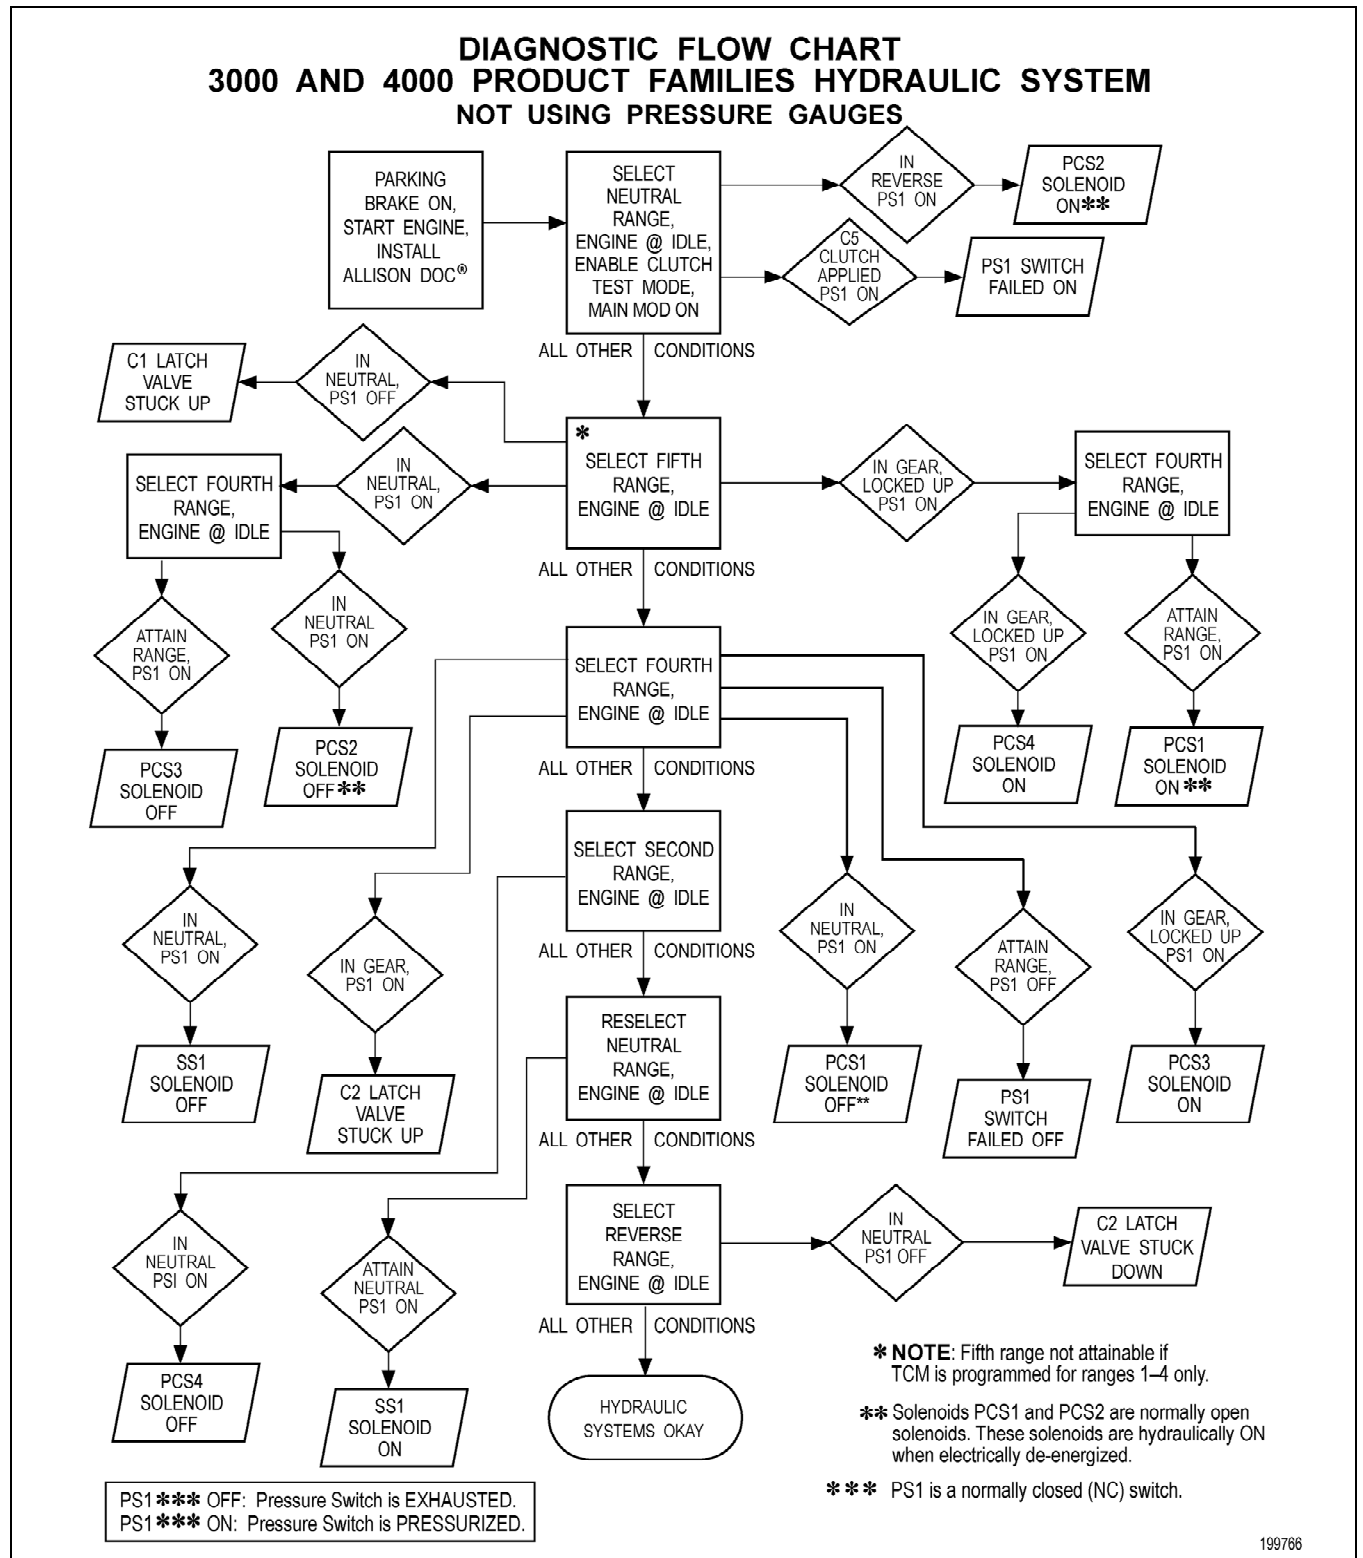 DIAGNOSTIC FLOW CHART
3000 AND 4000 PRODUCT FAMILIES HYDRAULIC SYSTEM
NOT USING PRESSURE GAUGES
PARKING
BRAKE ON,
START ENGINE,
INSTALL
ALLISON DOC®
SELECT
NEUTRAL
RANGE,
ENGINE @ IDLE,
ENABLE CLUTCH
TEST MODE,
MAIN MOD ON
IN
REVERSE
PS1 ON
PCS2
SOLENOID
ON**
C5
CLUTCH
APPLIED
PS1 ON
PS1 SWITCH
FAILED ON
ALL OTHER CONDITIONS
C1 LATCH
VALVE
STUCK UP
IN
NEUTRAL,
PS1 OFF
*
SELECT FIFTH
RANGE,
ENGINE @ IDLE
IN
NEUTRAL,
PS1 ON
SELECT FOURTH
RANGE,
ENGINE @ IDLE
IN GEAR,
LOCKED UP
PS1 ON
SELECT FOURTH
RANGE,
ENGINE @ IDLE
ALL OTHER CONDITIONS
ATTAIN
RANGE,
PS1 ON
IN
NEUTRAL
PS1 ON
SELECT FOURTH
RANGE,
ENGINE @ IDLE
IN GEAR,
LOCKED UP
PS1 ON
ATTAIN
RANGE,
PS1 ON
PCS3
SOLENOID
OFF
PCS2
SOLENOID
OFF**
PCS4
SOLENOID
ON
PCS1
SOLENOID
ON**
ALL OTHER CONDITIONS
SELECT SECOND
RANGE,
ENGINE @ IDLE
IN
NEUTRAL,
PS1 ON
IN GEAR,
PS1 ON
IN
NEUTRAL,
PS1 ON
ATTAIN
RANGE,
PS1 OFF
IN GEAR,
LOCKED UP
PS1 ON
ALL OTHER CONDITIONS
SS1
SOLENOID
OFF
C2 LATCH
VALVE
STUCK UP
RESELECT
NEUTRAL
RANGE,
ENGINE @ IDLE
PCS1
SOLENOID
OFF**
PS1
SWITCH
FAILED OFF
PCS3
SOLENOID
ON
ALL OTHER CONDITIONS
IN
NEUTRAL
PSI ON
ATTAIN
NEUTRAL
PS1 ON
SELECT
REVERSE
RANGE,
ENGINE @ IDLE
IN
NEUTRAL
PS1 OFF
C2 LATCH
VALVE STUCK
DOWN
ALL OTHER CONDITIONS
PCS4
SOLENOID
OFF
SS1
SOLENOID
ON
HYDRAULIC
SYSTEMS OKAY
* NOTE: Fifth range not attainable if
TCM is programmed for ranges 1–4 only.
** Solenoids PCS1 and PCS2 are normally open
solenoids. These solenoids are hydraulically ON
when electrically de-energized.
*** PS1 is a normally closed (NC) switch.
PS1*** OFF: Pressure Switch is EXHAUSTED.
PS1*** ON: Pressure Switch is PRESSURIZED.
199766